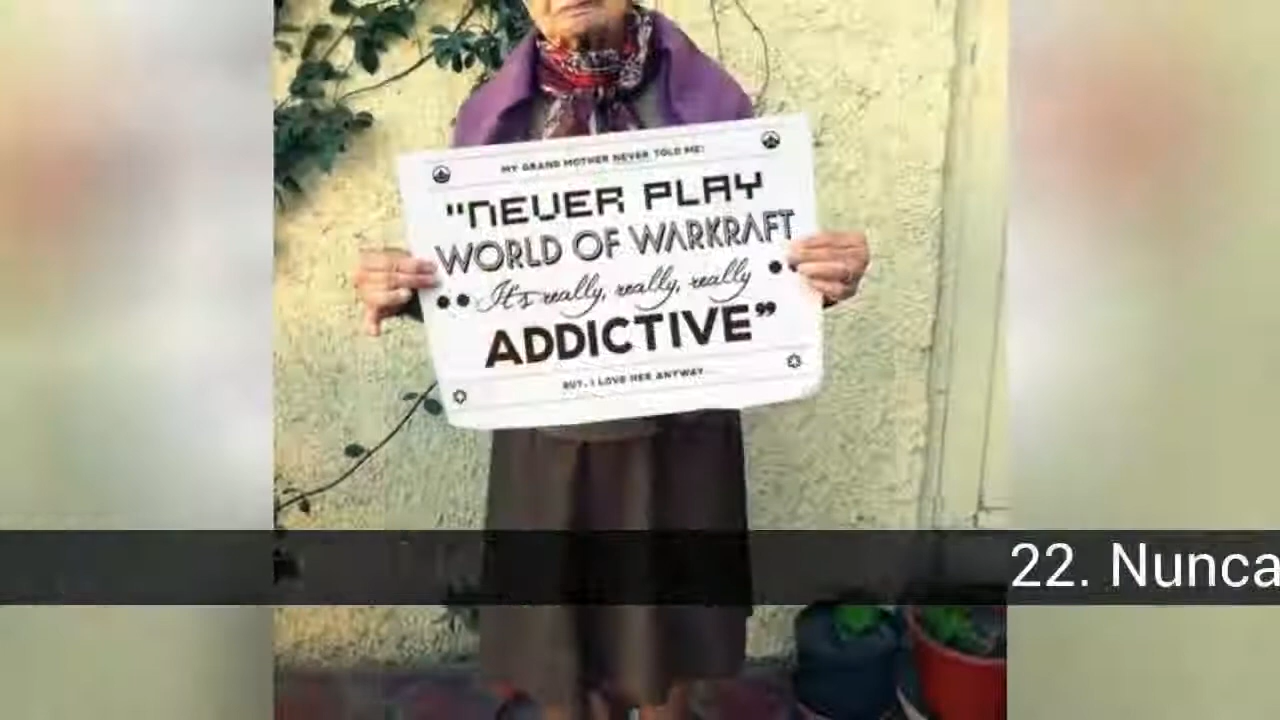 MY GRAND MOTHER NEVER TOLD ME:
"NEVER PLAY
WORLD OF WARKRAFT
It's really, really, really
ADDICTIVE"
BUT, I LOVE HER ANYWAY
22. Nunca